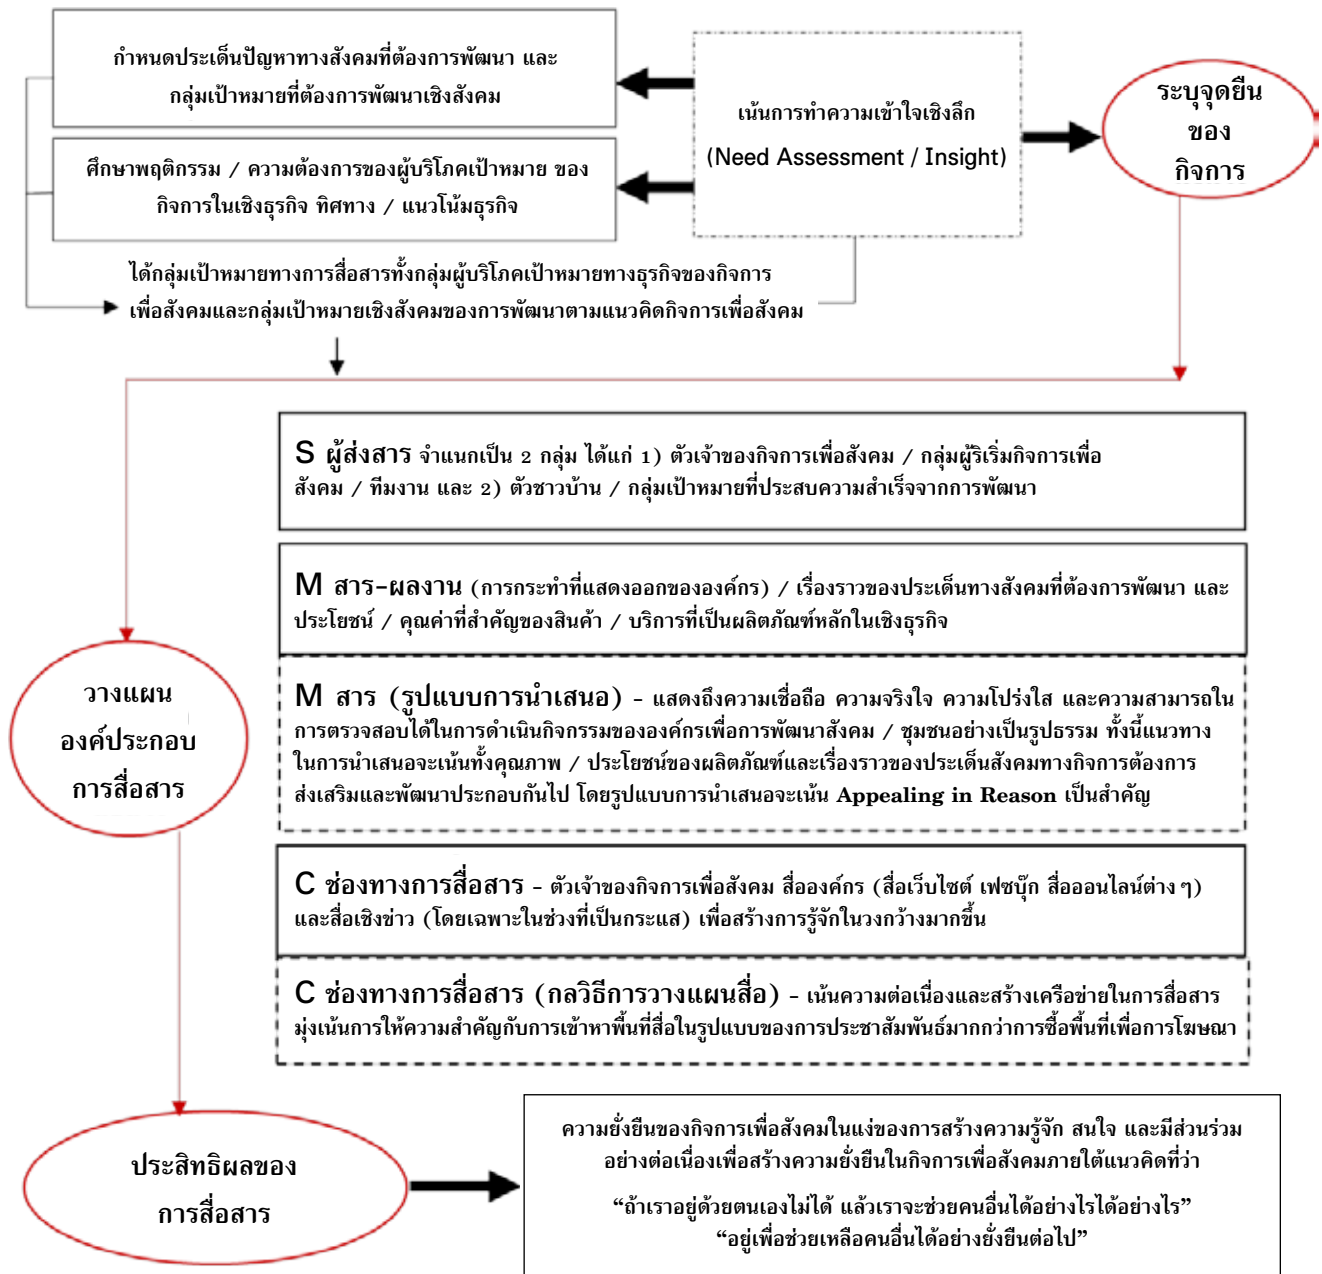 กำหนดประเด็นปัญหาทางสังคมที่ต้องการพัฒนา และ
กลุ่มเป้าหมายที่ต้องการพัฒนาเชิงสังคม
เน้นการทำความเข้าใจเชิงลึก
(Need Assessment / Insight)
ระบุจุดยืน
ของ
กิจการ
ศึกษาพฤติกรรม / ความต้องการของผู้บริโภคเป้าหมาย ของ
กิจการในเชิงธุรกิจ ทิศทาง / แนวโน้มธุรกิจ
ได้กลุ่มเป้าหมายทางการสื่อสารทั้งกลุ่มผู้บริโภคเป้าหมายทางธุรกิจของกิจการ
เพื่อสังคมและกลุ่มเป้าหมายเชิงสังคมของการพัฒนาตามแนวคิดกิจการเพื่อสังคม
S ผู้ส่งสาร จำแนกเป็น 2 กลุ่ม ได้แก่ 1) ตัวเจ้าของกิจการเพื่อสังคม / กลุ่มผู้ริเริ่มกิจการเพื่อ
สังคม / ทีมงาน และ 2) ตัวชาวบ้าน / กลุ่มเป้าหมายที่ประสบความสำเร็จจากการพัฒนา
M สาร-ผลงาน (การกระทำที่แสดงออกขององค์กร) / เรื่องราวของประเด็นทางสังคมที่ต้องการพัฒนา และ
ประโยชน์ / คุณค่าที่สำคัญของสินค้า / บริการที่เป็นผลิตภัณฑ์หลักในเชิงธุรกิจ
วางแผน
องค์ประกอบ
การสื่อสาร
M สาร (รูปแบบการนำเสนอ) - แสดงถึงความเชื่อถือ ความจริงใจ ความโปร่งใส และความสามารถใน
การตรวจสอบได้ในการดำเนินกิจกรรมขององค์กรเพื่อการพัฒนาสังคม / ชุมชนอย่างเป็นรูปธรรม ทั้งนี้แนวทาง
ในการนำเสนอจะเน้นทั้งคุณภาพ / ประโยชน์ของผลิตภัณฑ์และเรื่องราวของประเด็นสังคมทางกิจการต้องการ
ส่งเสริมและพัฒนาประกอบกันไป โดยรูปแบบการนำเสนอจะเน้น Appealing in Reason เป็นสำคัญ
C ช่องทางการสื่อสาร - ตัวเจ้าของกิจการเพื่อสังคม สื่อองค์กร (สื่อเว็บไซต์ เฟซบุ๊ก สื่อออนไลน์ต่าง ๆ)
และสื่อเชิงข่าว (โดยเฉพาะในช่วงที่เป็นกระแส) เพื่อสร้างการรู้จักในวงกว้างมากขึ้น
C ช่องทางการสื่อสาร (กลวิธีการวางแผนสื่อ) - เน้นความต่อเนื่องและสร้างเครือข่ายในการสื่อสาร
มุ่งเน้นการให้ความสำคัญกับการเข้าหาพื้นที่สื่อในรูปแบบของการประชาสัมพันธ์มากกว่าการซื้อพื้นที่เพื่อการโฆษณา
ประสิทธิผลของ
การสื่อสาร
ความยั่งยืนของกิจการเพื่อสังคมในแง่ของการสร้างความรู้จัก สนใจ และมีส่วนร่วม
อย่างต่อเนื่องเพื่อสร้างความยั่งยืนในกิจการเพื่อสังคมภายใต้แนวคิดที่ว่า
“ถ้าเราอยู่ด้วยตนเองไม่ได้ แล้วเราจะช่วยคนอื่นได้อย่างไรได้อย่างไร”
“อยู่เพื่อช่วยเหลือคนอื่นได้อย่างยั่งยืนต่อไป”